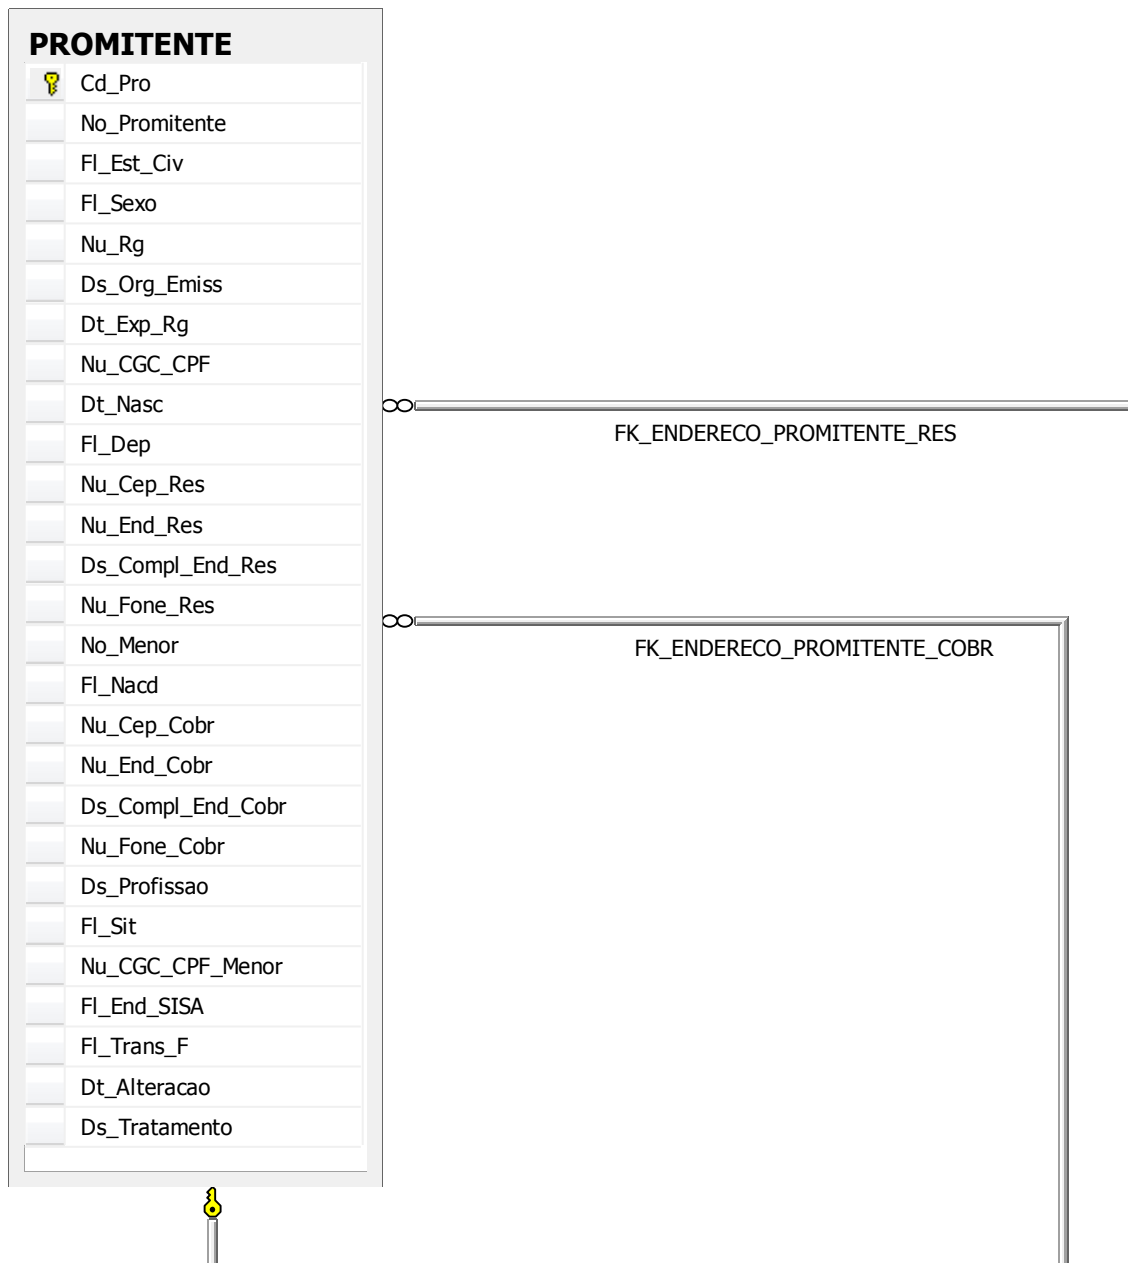 PROMITENTE
Cd_Pro
No_Promitente
Fl_Est_Civ
Fl_Sexo
Nu_Rg
Ds_Org_Emiss
Dt_Exp_Rg
Nu_CGC_CPF
Dt_Nasc
Fl_Dep
Nu_Cep_Res
Nu_End_Res
Ds_Compl_End_Res
Nu_Fone_Res
No_Menor
Fl_Nacd
Nu_Cep_Cobr
Nu_End_Cobr
Ds_Compl_End_Cobr
Nu_Fone_Cobr
Ds_Profissao
Fl_Sit
Nu_CGC_CPF_Menor
Fl_End_SISA
Fl_Trans_F
Dt_Alteracao
Ds_Tratamento
FK_ENDERECO_PROMITENTE_RES
FK_ENDERECO_PROMITENTE_COBR